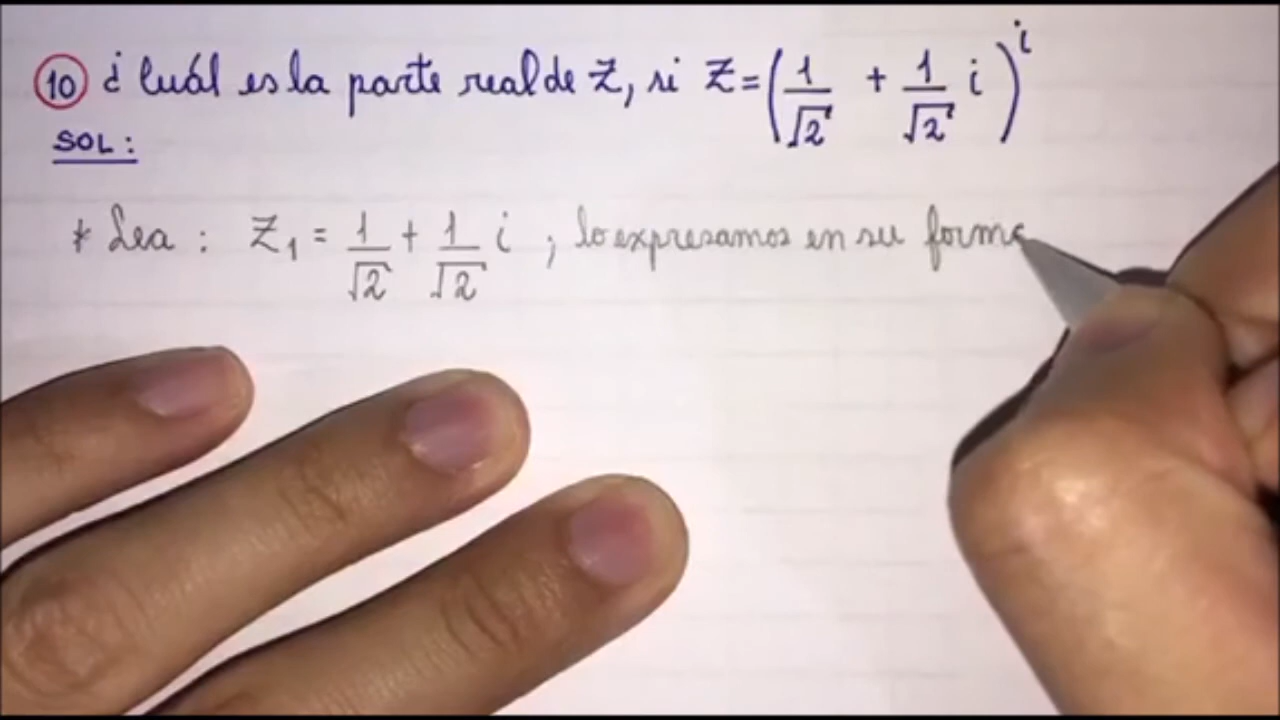 10 ¿Cuál es la parte real de Z, si Z = (1/√2 + 1/√2 i)^i
SOL:
* Sea : Z₁ = 1/√2 + 1/√2 i ; lo expresamos en su forma